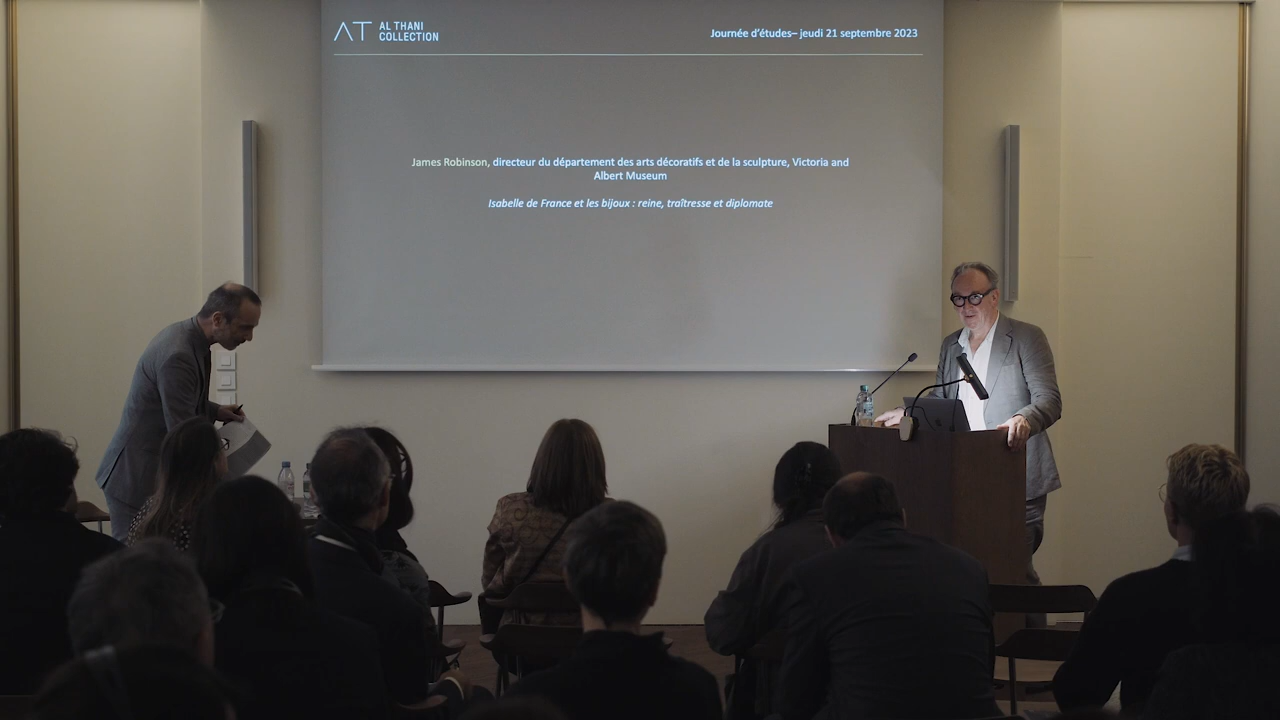 AT AL THANI
COLLECTION
Journée d'études– jeudi 21 septembre 2023
James Robinson, directeur du département des arts décoratifs et de la sculpture, Victoria and
Albert Museum
Isabelle de France et les bijoux : reine, traîtresse et diplomate